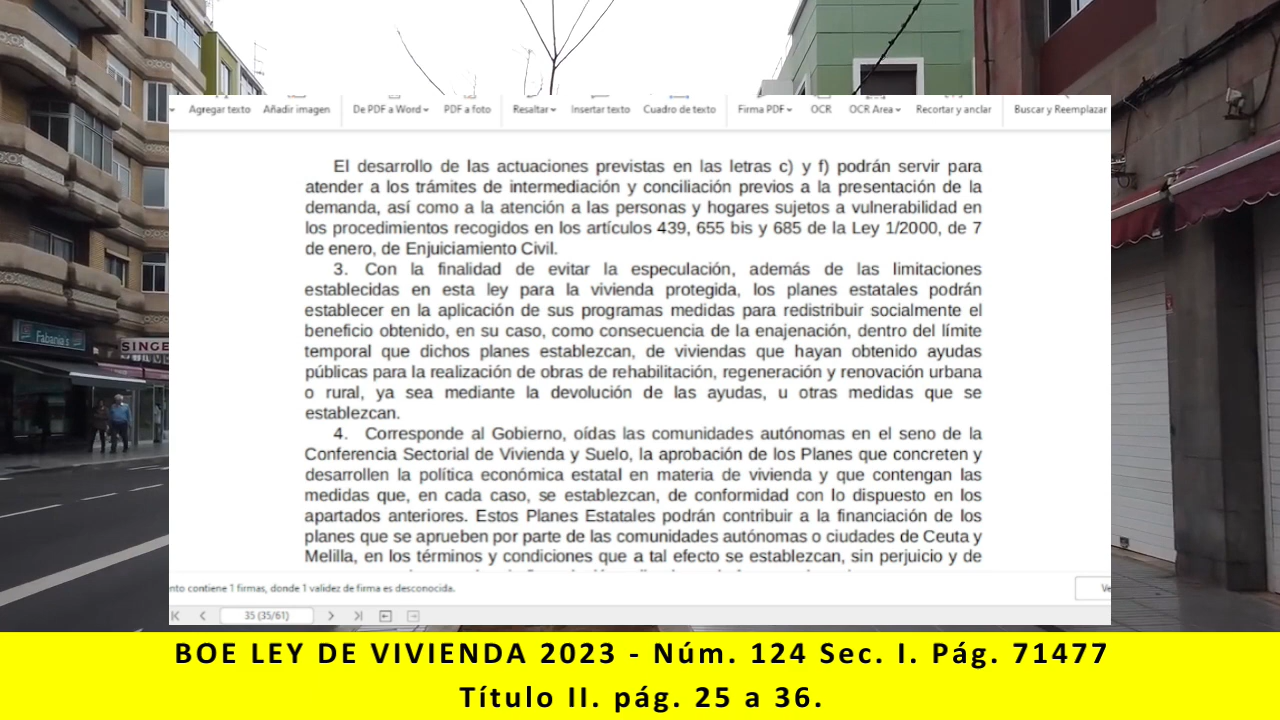 Agregar texto Añadir imagen De PDF a Word PDF a foto Resaltar Insertar texto Cuadro de texto Firma PDF OCR OCR Area Recortar y anclar Buscar y Reemplazar
El desarrollo de las actuaciones previstas en las letras c) y f) podrán servir para
atender a los trámites de intermediación y conciliación previos a la presentación de la
demanda, así como a la atención a las personas y hogares sujetos a vulnerabilidad en
los procedimientos recogidos en los artículos 439, 655 bis y 685 de la Ley 1/2000, de 7
de enero, de Enjuiciamiento Civil.
3. Con la finalidad de evitar la especulación, además de las limitaciones
establecidas en esta ley para la vivienda protegida, los planes estatales podrán
establecer en la aplicación de sus programas medidas para redistribuir socialmente el
beneficio obtenido, en su caso, como consecuencia de la enajenación, dentro del límite
temporal que dichos planes establezcan, de viviendas que hayan obtenido ayudas
públicas para la realización de obras de rehabilitación, regeneración y renovación urbana
o rural, ya sea mediante la devolución de las ayudas, u otras medidas que se
establezcan.
4. Corresponde al Gobierno, oídas las comunidades autónomas en el seno de la
Conferencia Sectorial de Vivienda y Suelo, la aprobación de los Planes que concreten y
desarrollen la política económica estatal en materia de vivienda y que contengan las
medidas que, en cada caso, se establezcan, de conformidad con lo dispuesto en los
apartados anteriores. Estos Planes Estatales podrán contribuir a la financiación de los
planes que se aprueben por parte de las comunidades autónomas o ciudades de Ceuta y
Melilla, en los términos y condiciones que a tal efecto se establezcan, sin perjuicio y de
Fabiola's
SINGE
nto contiene 1 firmas, donde 1 validez de firma es desconocida.
Ve
35 (35/61)
BOE LEY DE VIVIENDA 2023 - Núm. 124 Sec. I. Pág. 71477
Título II. pág. 25 a 36.